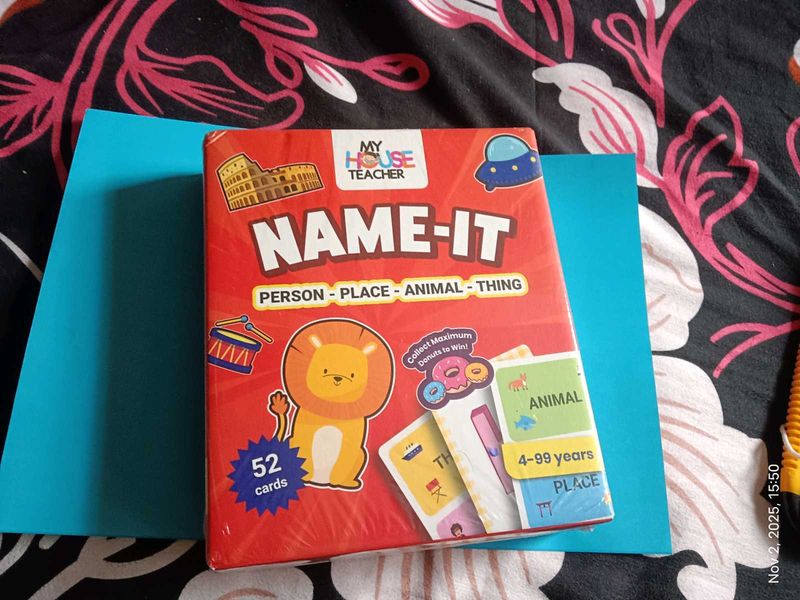 MY
HOUSE
TEACHER
NAME-IT
PERSON - PLACE - ANIMAL - THING
Collect Maximum
Donuts to Win!
ANIMAL
TH
4-99 years
PLACE
52
cards
Nov 2, 2025, 15:50